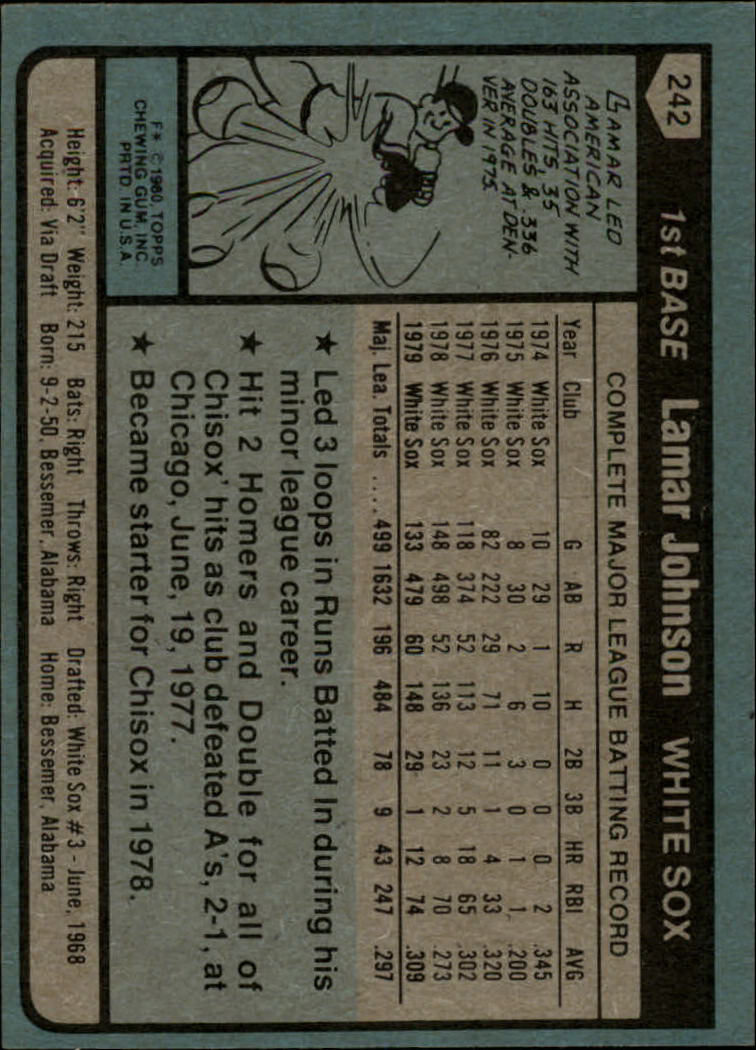 242
1st BASE Lamar Johnson WHITE SOX
LAMAR LED
AMERICAN
ASSOCIATION WITH
163 HITS, 35
DOUBLES & .336
AVERAGE AT DEN-
VER IN 1975.
F* © 1980 TOPPS
CHEWING GUM, INC.
PRTD. IN U.S.A.
COMPLETE MAJOR LEAGUE BATTING RECORD
Year Club G AB R H 2B 3B HR RBI AVG
1974 White Sox 10 29 1 10 0 0 0 2 .345
1975 White Sox 8 30 2 6 3 0 1 1 .200
1976 White Sox 82 222 29 71 11 1 4 33 .320
1977 White Sox 118 374 52 113 12 5 18 65 .302
1978 White Sox 148 498 52 136 23 2 8 70 .273
1979 White Sox 133 479 60 148 29 1 12 74 .309
Maj. Lea. Totals .... 499 1632 196 484 78 9 43 247 .297
★ Led 3 loops in Runs Batted In during his
minor league career.
★ Hit 2 Homers and Double for all of
Chisox' hits as club defeated A's, 2-1, at
Chicago, June, 19, 1977.
★ Became starter for Chisox in 1978.
Height: 6'2" Weight: 215 Bats: Right Throws: Right Drafted: White Sox #3 - June, 1968
Acquired: Via Draft Born: 9-2-50, Bessemer, Alabama Home: Bessemer, Alabama